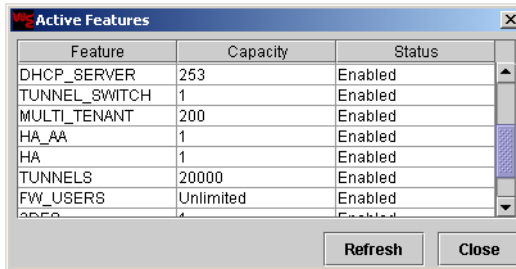 Active Features
Feature Capacity Status
DHCP_SERVER 253 Enabled
TUNNEL_SWITCH 1 Enabled
MULTI_TENANT 200 Enabled
HA_AA 1 Enabled
HA 1 Enabled
TUNNELS 20000 Enabled
FW_USERS Unlimited Enabled
Refresh Close